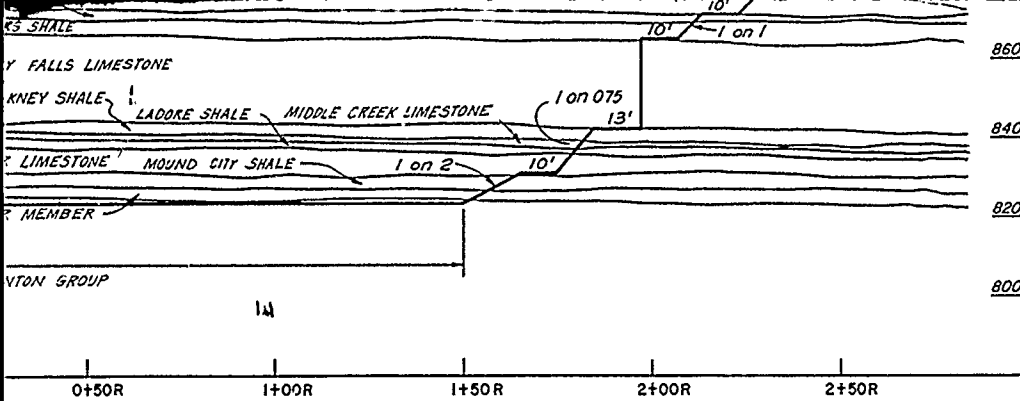 10'
KS SHALE
10'
1 on 1
860
Y FALLS LIMESTONE
KNEY SHALE
LADORE SHALE
MIDDLE CREEK LIMESTONE
1 on 075
13'
840
LIMESTONE
MOUND CITY SHALE
1 on 2
10'
R MEMBER
820
NTON GROUP
800
0+50R
1+00R
1+50R
2+00R
2+50R